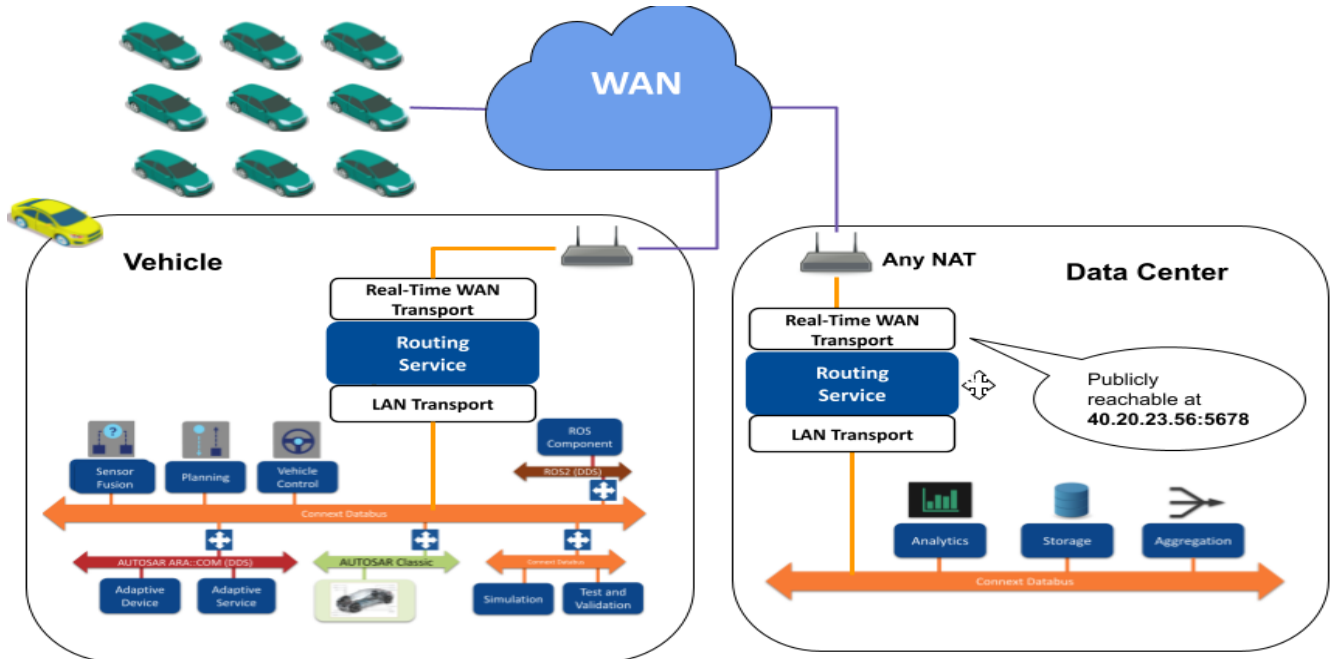 WAN
Vehicle
Real-Time WAN
Transport
Routing
Service
LAN Transport
?
Sensor
Fusion
Planning
Vehicle
Control
ROS
Component
ROS2 (DDS)
Connext Databus
AUTOSAR ARA::COM (DDS)
Adaptive
Device
Adaptive
Service
AUTOSAR Classic
Connext Databus
Simulation
Test and
Validation
Any NAT
Data Center
Real-Time WAN
Transport
Routing
Service
LAN Transport
Publicly
reachable at
40.20.23.56:5678
Analytics
Storage
Aggregation
Connext Databus